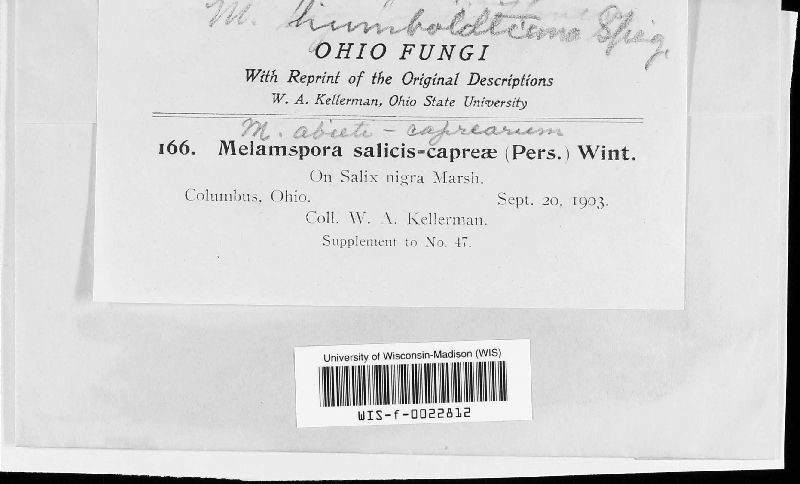 M. humboldtiana Speg.
OHIO FUNGI
With Reprint of the Original Descriptions
W. A. Kellerman, Ohio State University
M. abieti - caprearum
166. Melamspora salicis-capreæ (Pers.) Wint.
On Salix nigra Marsh.
Columbus, Ohio. Sept. 20, 1903.
Coll. W. A. Kellerman.
Supplement to No. 47.
University of Wisconsin-Madison (WIS)
WIS-f-0022812